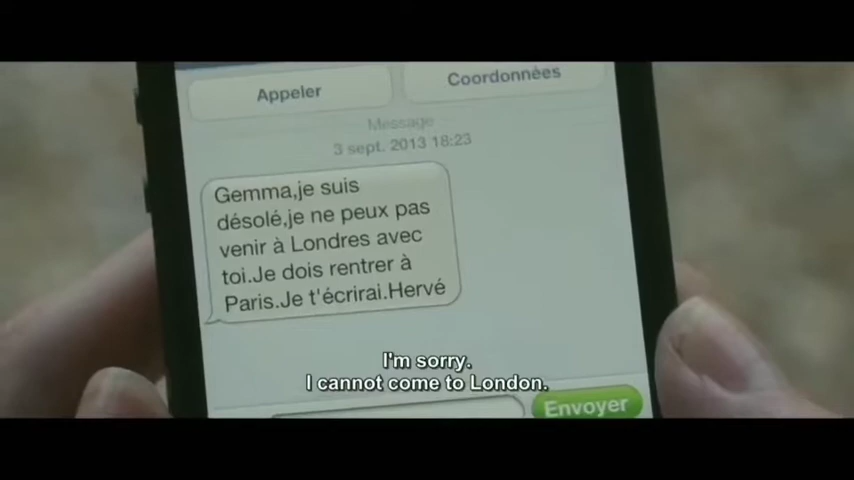 Appeler
Coordonnées
Message
3 sept. 2013 18:23
Gemma,je suis
désolé,je ne peux pas
venir à Londres avec
toi.Je dois rentrer à
Paris.Je t'écrirai.Hervé
I'm sorry.
I cannot come to London.
Envoyer